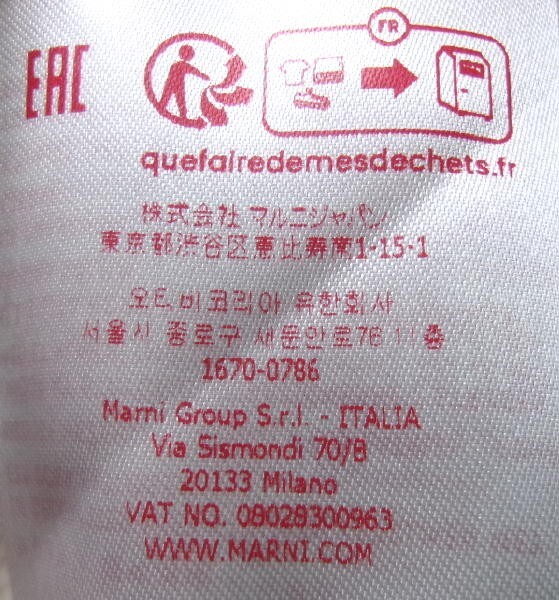 EAC
FR
quefairedemesdechets.fr
株式会社 マルニジャパン
東京都渋谷区恵比寿南1-15-1
오티비코리아 유한회사
서울시 종로구 새문안로76 11층
1670-0786
Marni Group S.r.l. - ITALIA
Via Sismondi 70/B
20133 Milano
VAT NO. 08028300963
WWW.MARNI.COM